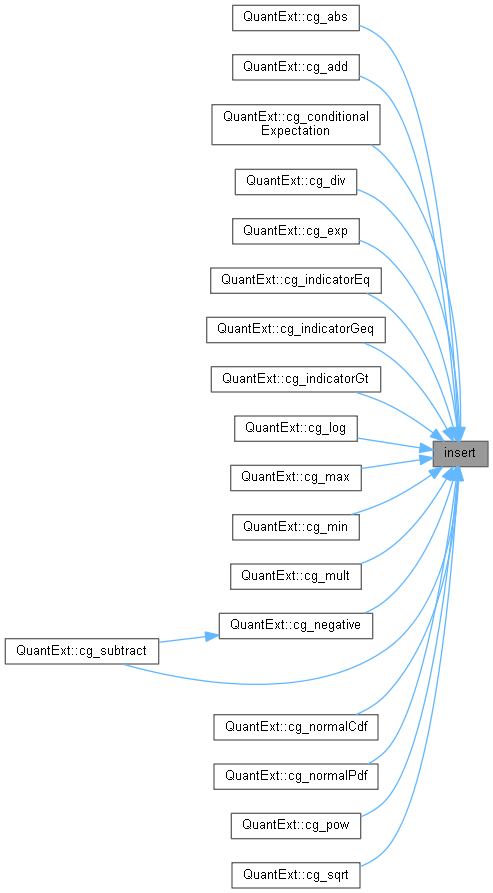 QuantExt::cg_abs
QuantExt::cg_add
QuantExt::cg_conditional
Expectation
QuantExt::cg_div
QuantExt::cg_exp
QuantExt::cg_indicatorEq
QuantExt::cg_indicatorGeq
QuantExt::cg_indicatorGt
QuantExt::cg_log
insert
QuantExt::cg_max
QuantExt::cg_min
QuantExt::cg_mult
QuantExt::cg_negative
QuantExt::cg_subtract
QuantExt::cg_normalCdf
QuantExt::cg_normalPdf
QuantExt::cg_pow
QuantExt::cg_sqrt